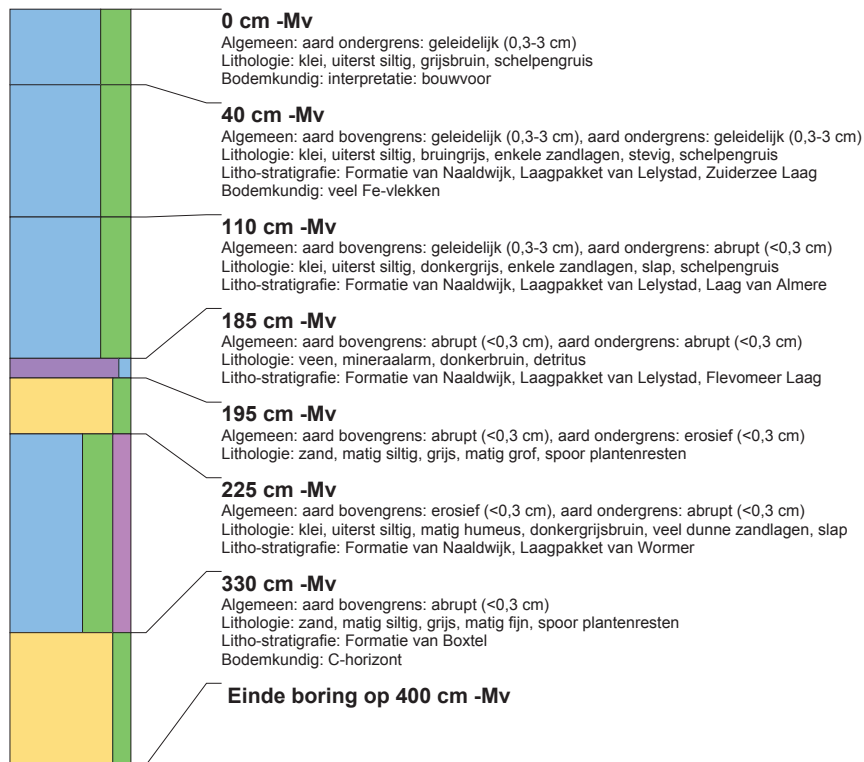 0 cm -Mv
Algemeen: aard ondergrens: geleidelijk (0,3-3 cm)
Lithologie: klei, uiterst siltig, grijsbruin, schelpengruis
Bodemkundig: interpretatie: bouwvoor
40 cm -Mv
Algemeen: aard bovengrens: geleidelijk (0,3-3 cm), aard ondergrens: geleidelijk (0,3-3 cm)
Lithologie: klei, uiterst siltig, bruingrijs, enkele zandlagen, stevig, schelpengruis
Litho-stratigrafie: Formatie van Naaldwijk, Laagpakket van Lelystad, Zuiderzee Laag
Bodemkundig: veel Fe-vlekken
110 cm -Mv
Algemeen: aard bovengrens: geleidelijk (0,3-3 cm), aard ondergrens: abrupt (<0,3 cm)
Lithologie: klei, uiterst siltig, donkergrijs, enkele zandlagen, slap, schelpengruis
Litho-stratigrafie: Formatie van Naaldwijk, Laagpakket van Lelystad, Laag van Almere
185 cm -Mv
Algemeen: aard bovengrens: abrupt (<0,3 cm), aard ondergrens: abrupt (<0,3 cm)
Lithologie: veen, mineraalarm, donkerbruin, detritus
Litho-stratigrafie: Formatie van Naaldwijk, Laagpakket van Lelystad, Flevomeer Laag
195 cm -Mv
Algemeen: aard bovengrens: abrupt (<0,3 cm), aard ondergrens: erosief (<0,3 cm)
Lithologie: zand, matig siltig, grijs, matig grof, spoor plantenresten
225 cm -Mv
Algemeen: aard bovengrens: erosief (<0,3 cm), aard ondergrens: abrupt (<0,3 cm)
Lithologie: klei, uiterst siltig, matig humeus, donkergrijsbruin, veel dunne zandlagen, slap
Litho-stratigrafie: Formatie van Naaldwijk, Laagpakket van Wormer
330 cm -Mv
Algemeen: aard bovengrens: abrupt (<0,3 cm)
Lithologie: zand, matig siltig, grijs, matig fijn, spoor plantenresten
Litho-stratigrafie: Formatie van Boxtel
Bodemkundig: C-horizont
Einde boring op 400 cm -Mv